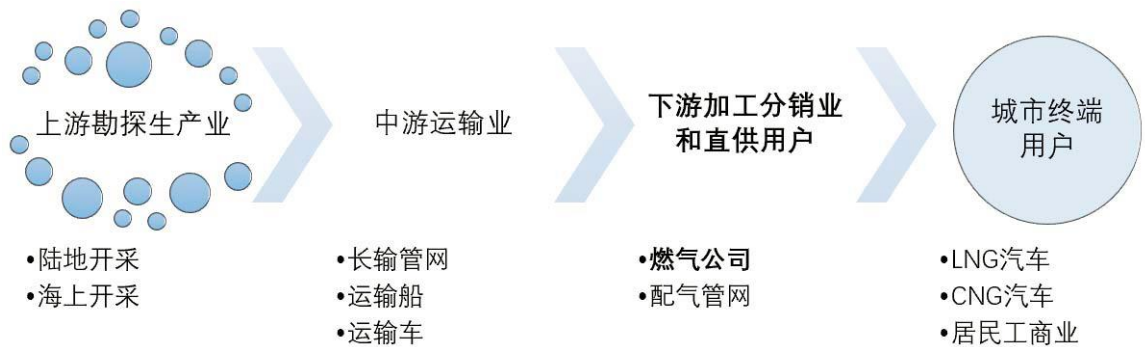 上游勘探生产业
中游运输业
下游加工分销业
和直供用户
城市终端
用户
•陆地开采
•海上开采
•长输管网
•运输船
•运输车
•燃气公司
•配气管网
•LNG汽车
•CNG汽车
•居民工商业